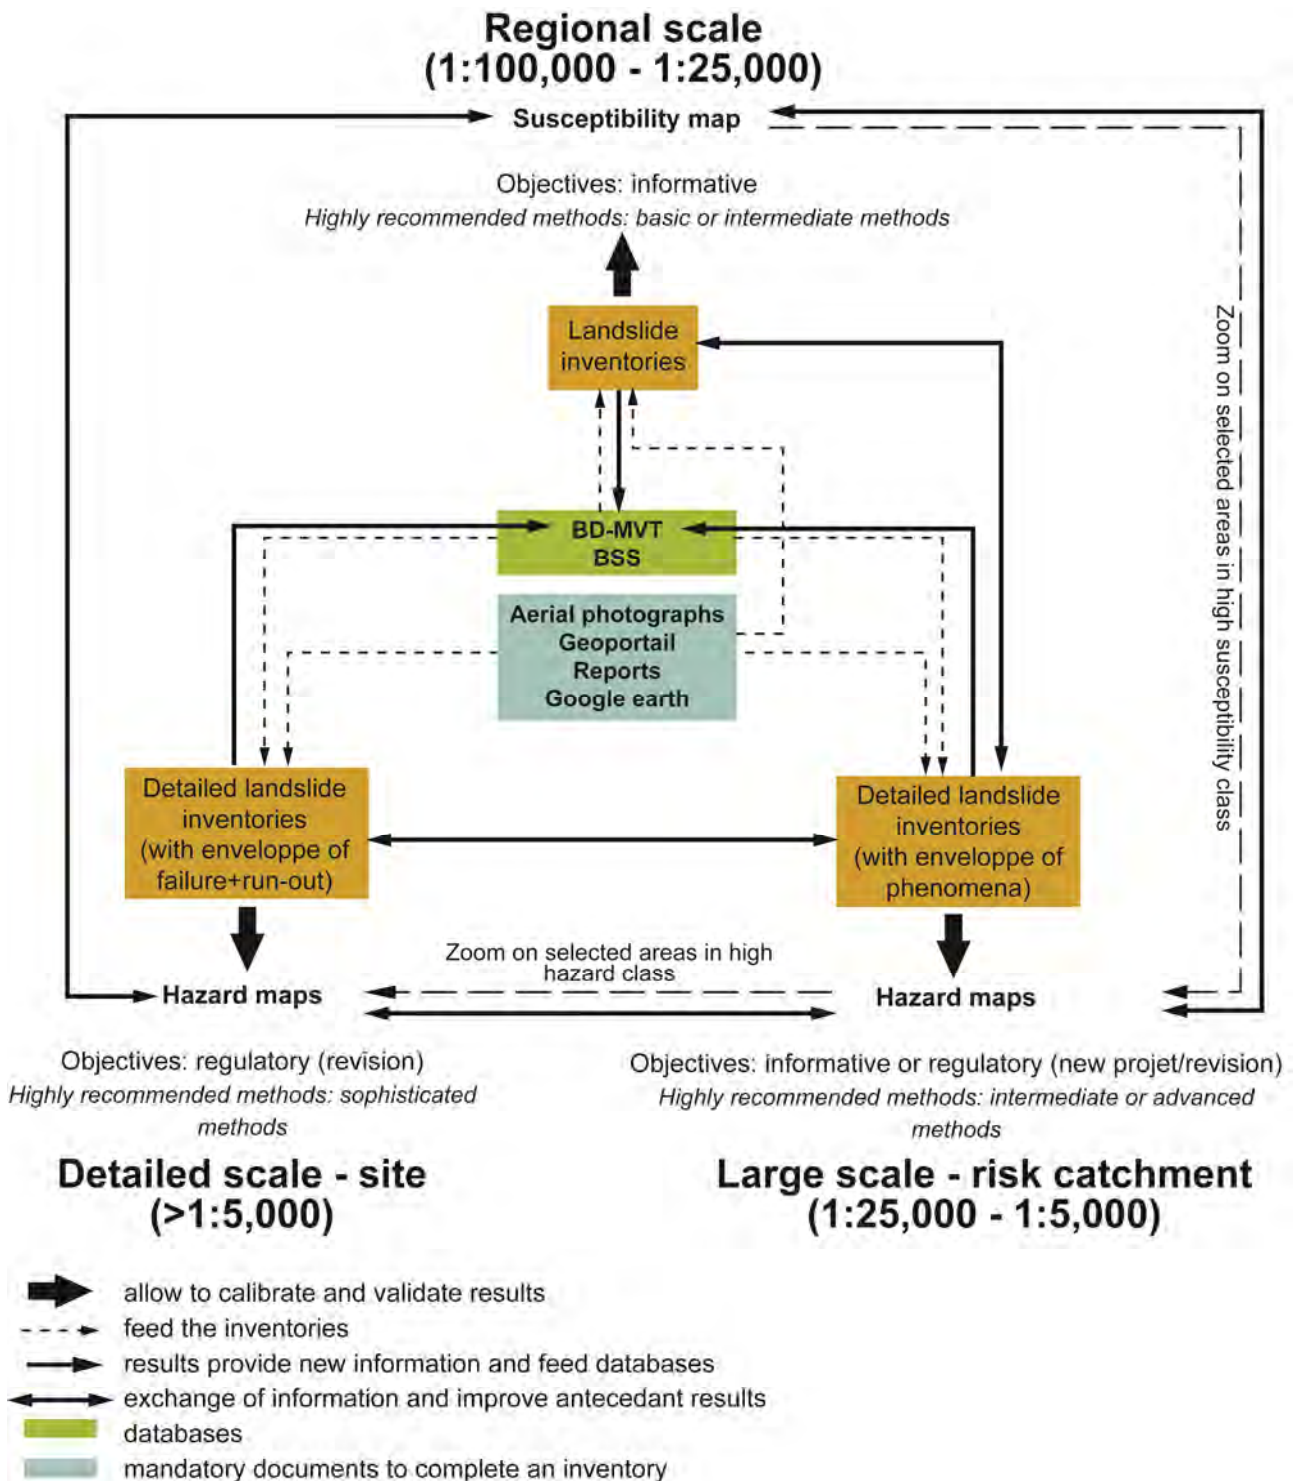 Regional scale
(1:100,000 - 1:25,000)
Susceptibility map
Objectives: informative
Highly recommended methods: basic or intermediate methods
Landslide
inventories
Zoom on selected areas in high susceptibility class
BD-MVT
BSS
Aerial photographs
Geoportail
Reports
Google earth
Detailed landslide
inventories
(with enveloppe of
failure+run-out)
Detailed landslide
inventories
(with enveloppe of
phenomena)
Zoom on selected areas in high
hazard class
Hazard maps
Hazard maps
Objectives: regulatory (revision)
Highly recommended methods: sophisticated
methods
Objectives: informative or regulatory (new projet/revision)
Highly recommended methods: intermediate or advanced
methods
Detailed scale - site
(>1:5,000)
Large scale - risk catchment
(1:25,000 - 1:5,000)
allow to calibrate and validate results
feed the inventories
results provide new information and feed databases
exchange of information and improve antecedant results
databases
mandatory documents to complete an inventory